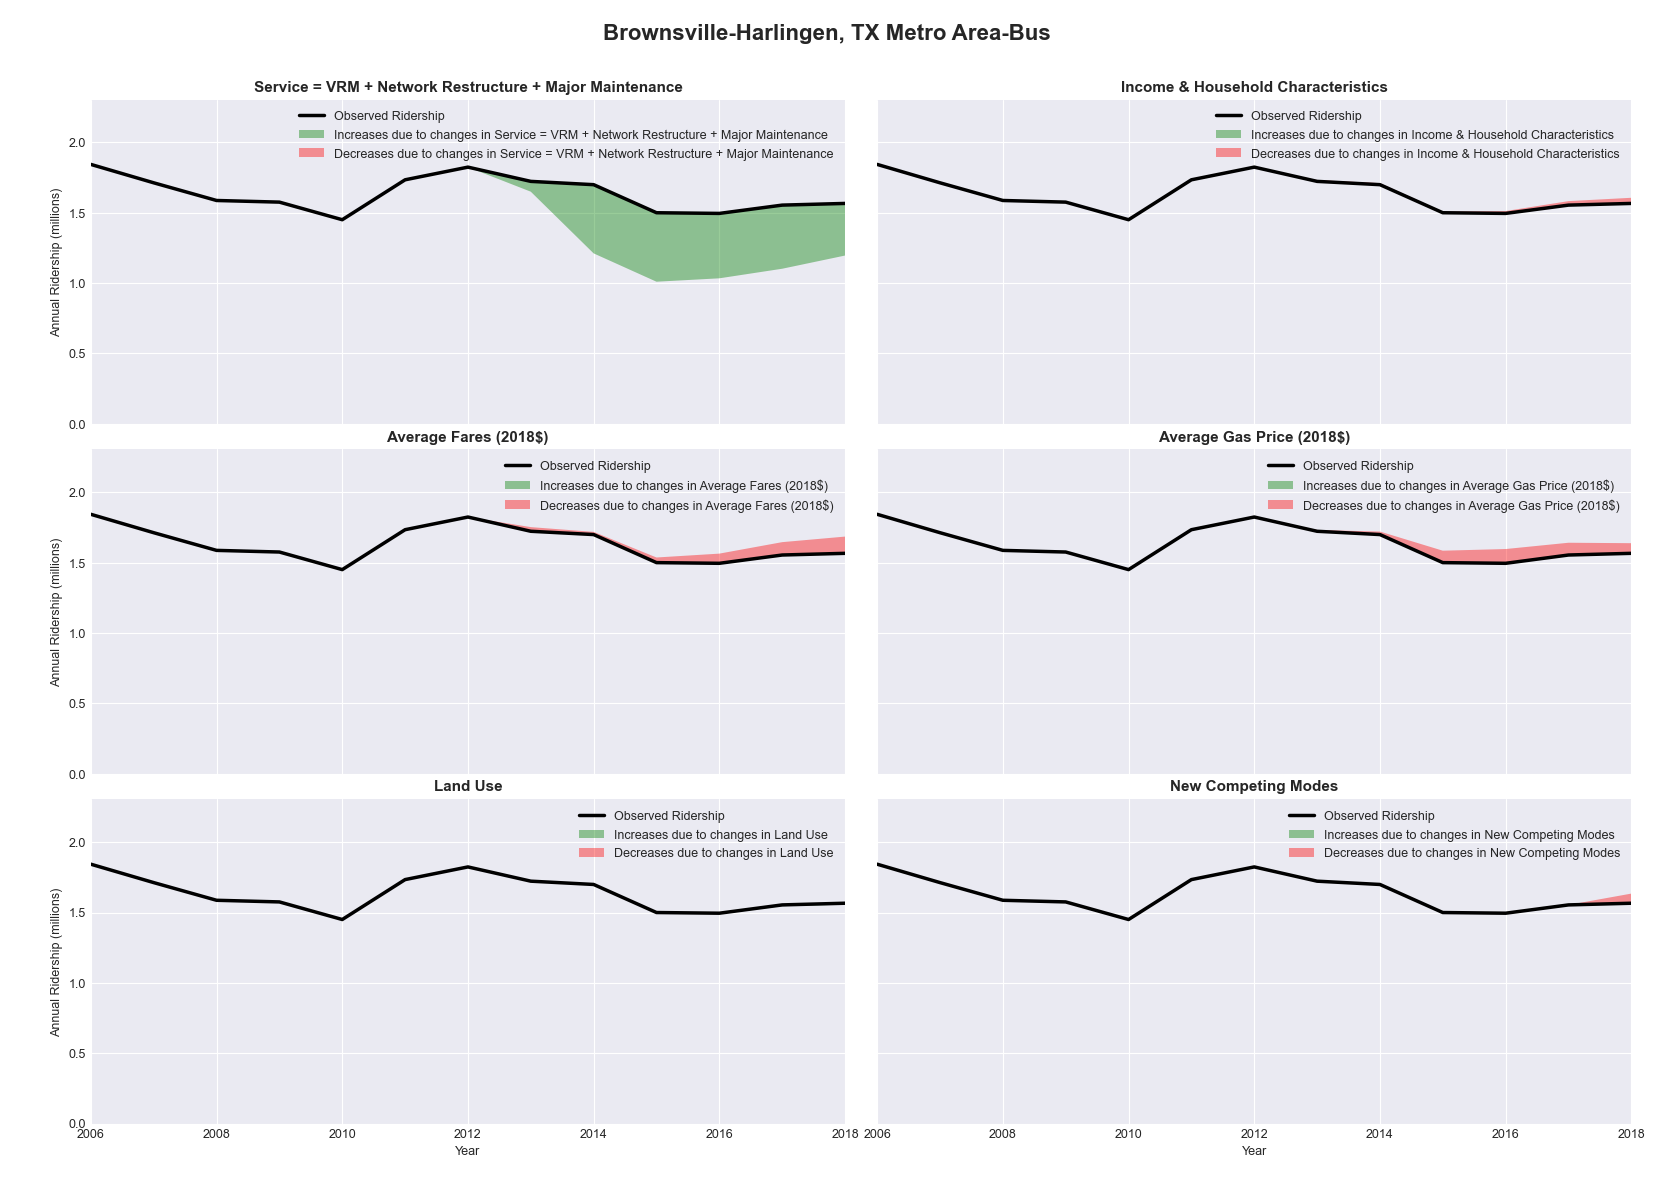 Brownsville-Harlingen, TX Metro Area-Bus
Service = VRM + Network Restructure + Major Maintenance
Observed Ridership
Increases due to changes in Service = VRM + Network Restructure + Major Maintenance
Decreases due to changes in Service = VRM + Network Restructure + Major Maintenance
2.0
1.5
1.0
0.5
0.0
Annual Ridership (millions)
Income & Household Characteristics
Observed Ridership
Increases due to changes in Income & Household Characteristics
Decreases due to changes in Income & Household Characteristics
Average Fares (2018$)
Observed Ridership
Increases due to changes in Average Fares (2018$)
Decreases due to changes in Average Fares (2018$)
2.0
1.5
1.0
0.5
0.0
Annual Ridership (millions)
Average Gas Price (2018$)
Observed Ridership
Increases due to changes in Average Gas Price (2018$)
Decreases due to changes in Average Gas Price (2018$)
Land Use
Observed Ridership
Increases due to changes in Land Use
Decreases due to changes in Land Use
2.0
1.5
1.0
0.5
0.0
Annual Ridership (millions)
2006 2008 2010 2012 2014 2016 2018
Year
New Competing Modes
Observed Ridership
Increases due to changes in New Competing Modes
Decreases due to changes in New Competing Modes
2006 2008 2010 2012 2014 2016 2018
Year